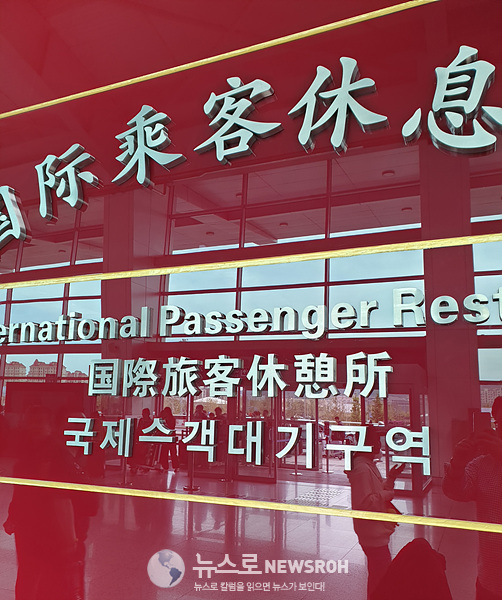 国际乘客休息
ernational Passenger Rest
国際旅客休憩所
국제스객대기구역
뉴스로 NEWSROH
뉴스로 칼럼을 읽으면 뉴스가 보인다!